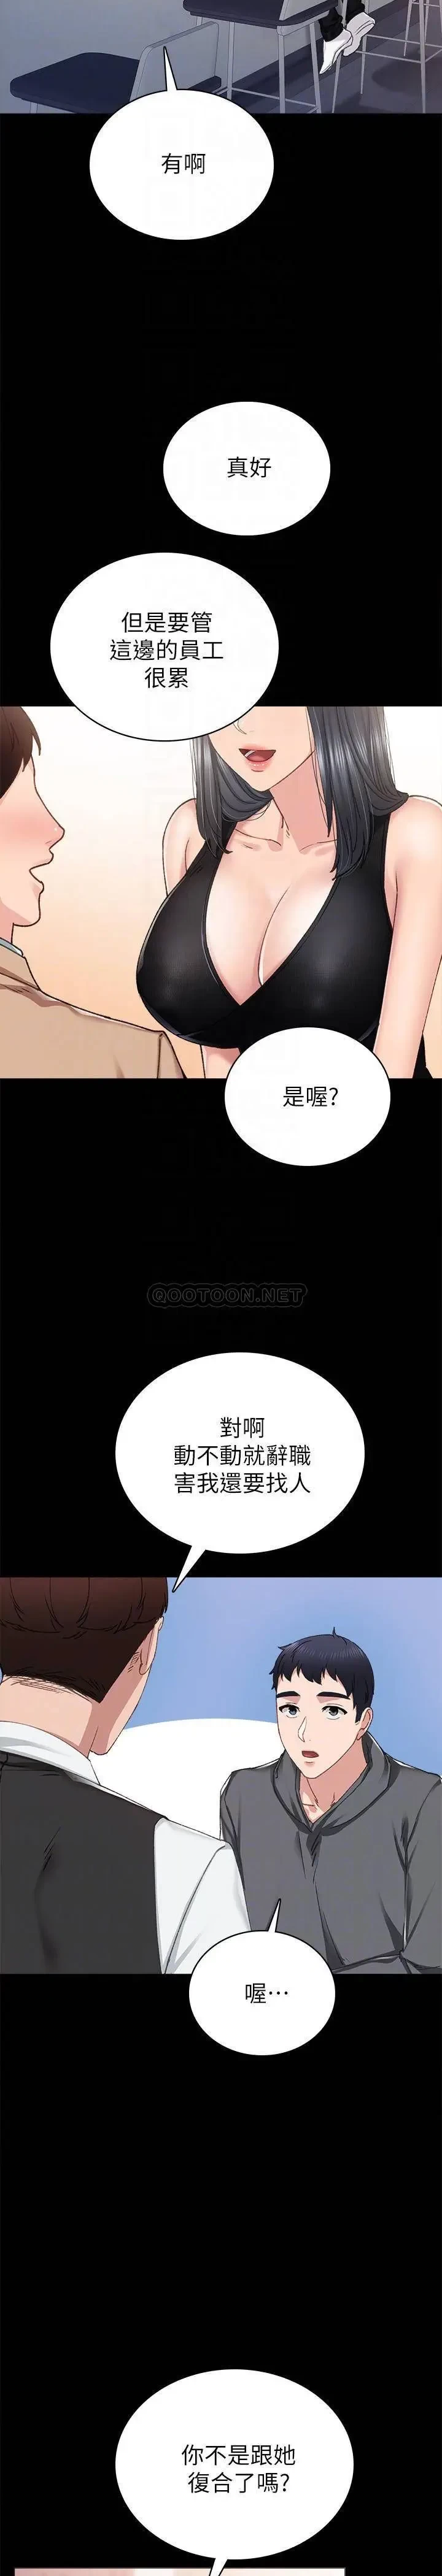 有啊
真好
但是要管
這邊的員工
很累
是喔?
QOOTOON.NET
對啊
動不動就辭職
害我還要找人
喔⋯
你不是跟她
復合了嗎?